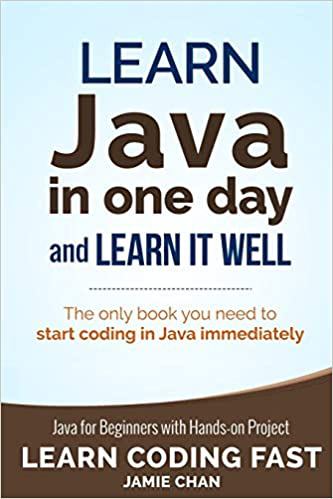 LEARN
Java
in one day
and LEARN IT WELL
The only book you need to
start coding in Java immediately
Java for Beginners with Hands-on Project
LEARN CODING FAST
JAMIE CHAN